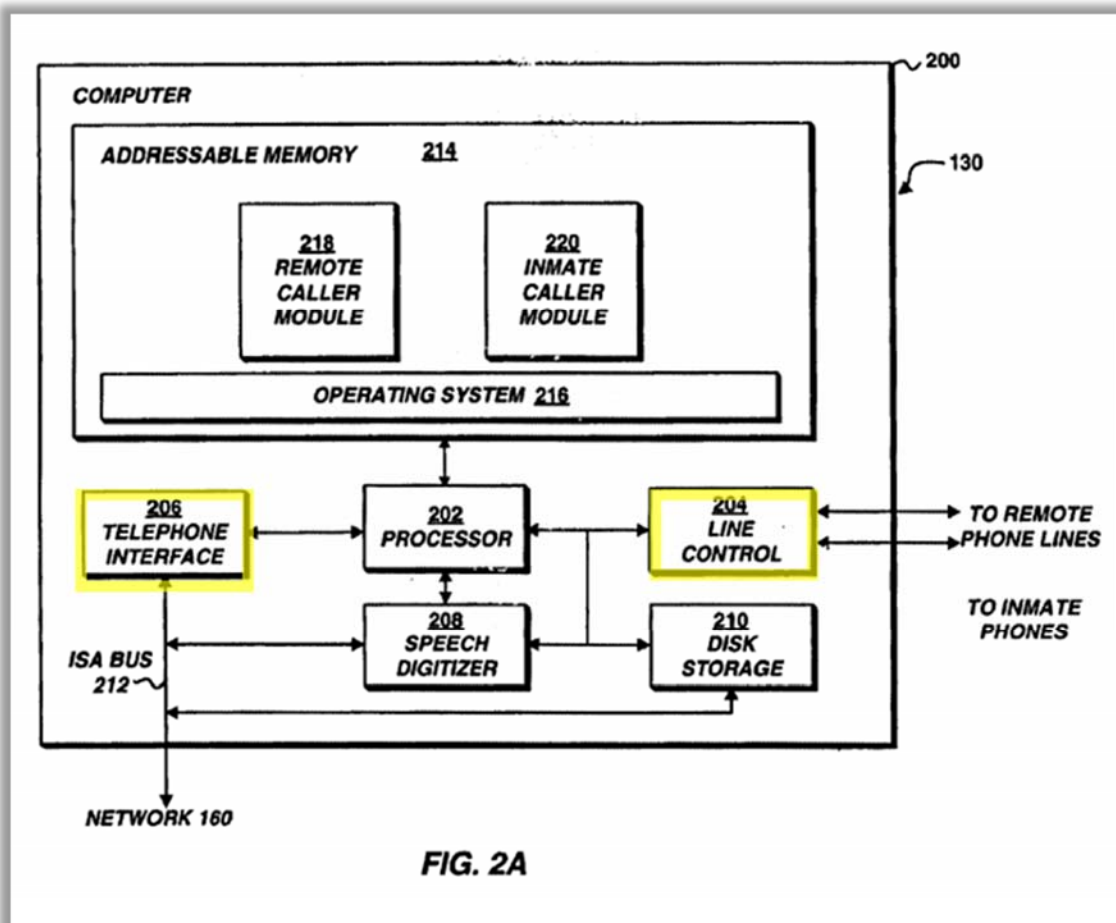 200
COMPUTER
ADDRESSABLE MEMORY 214
130
218
REMOTE
CALLER
MODULE
220
INMATE
CALLER
MODULE
OPERATING SYSTEM 216
206
TELEPHONE
INTERFACE
202
PROCESSOR
204
LINE
CONTROL
TO REMOTE
PHONE LINES
208
SPEECH
DIGITIZER
210
DISK
STORAGE
TO INMATE
PHONES
ISA BUS
212
NETWORK 160
FIG. 2A